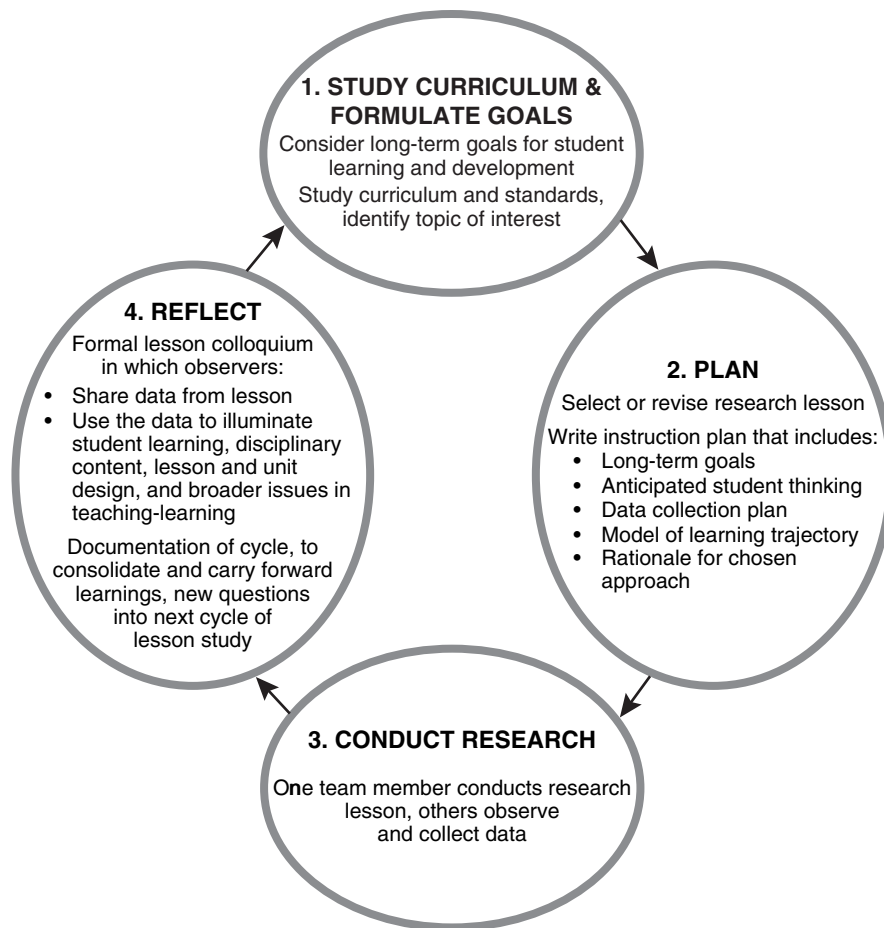 1. STUDY CURRICULUM &
FORMULATE GOALS
Consider long-term goals for student
learning and development
Study curriculum and standards,
identify topic of interest
2. PLAN
Select or revise research lesson
Write instruction plan that includes:
• Long-term goals
• Anticipated student thinking
• Data collection plan
• Model of learning trajectory
• Rationale for chosen
approach
3. CONDUCT RESEARCH
One team member conducts research
lesson, others observe
and collect data
4. REFLECT
Formal lesson colloquium
in which observers:
• Share data from lesson
• Use the data to illuminate
student learning, disciplinary
content, lesson and unit
design, and broader issues in
teaching-learning
Documentation of cycle, to
consolidate and carry forward
learnings, new questions
into next cycle of
lesson study